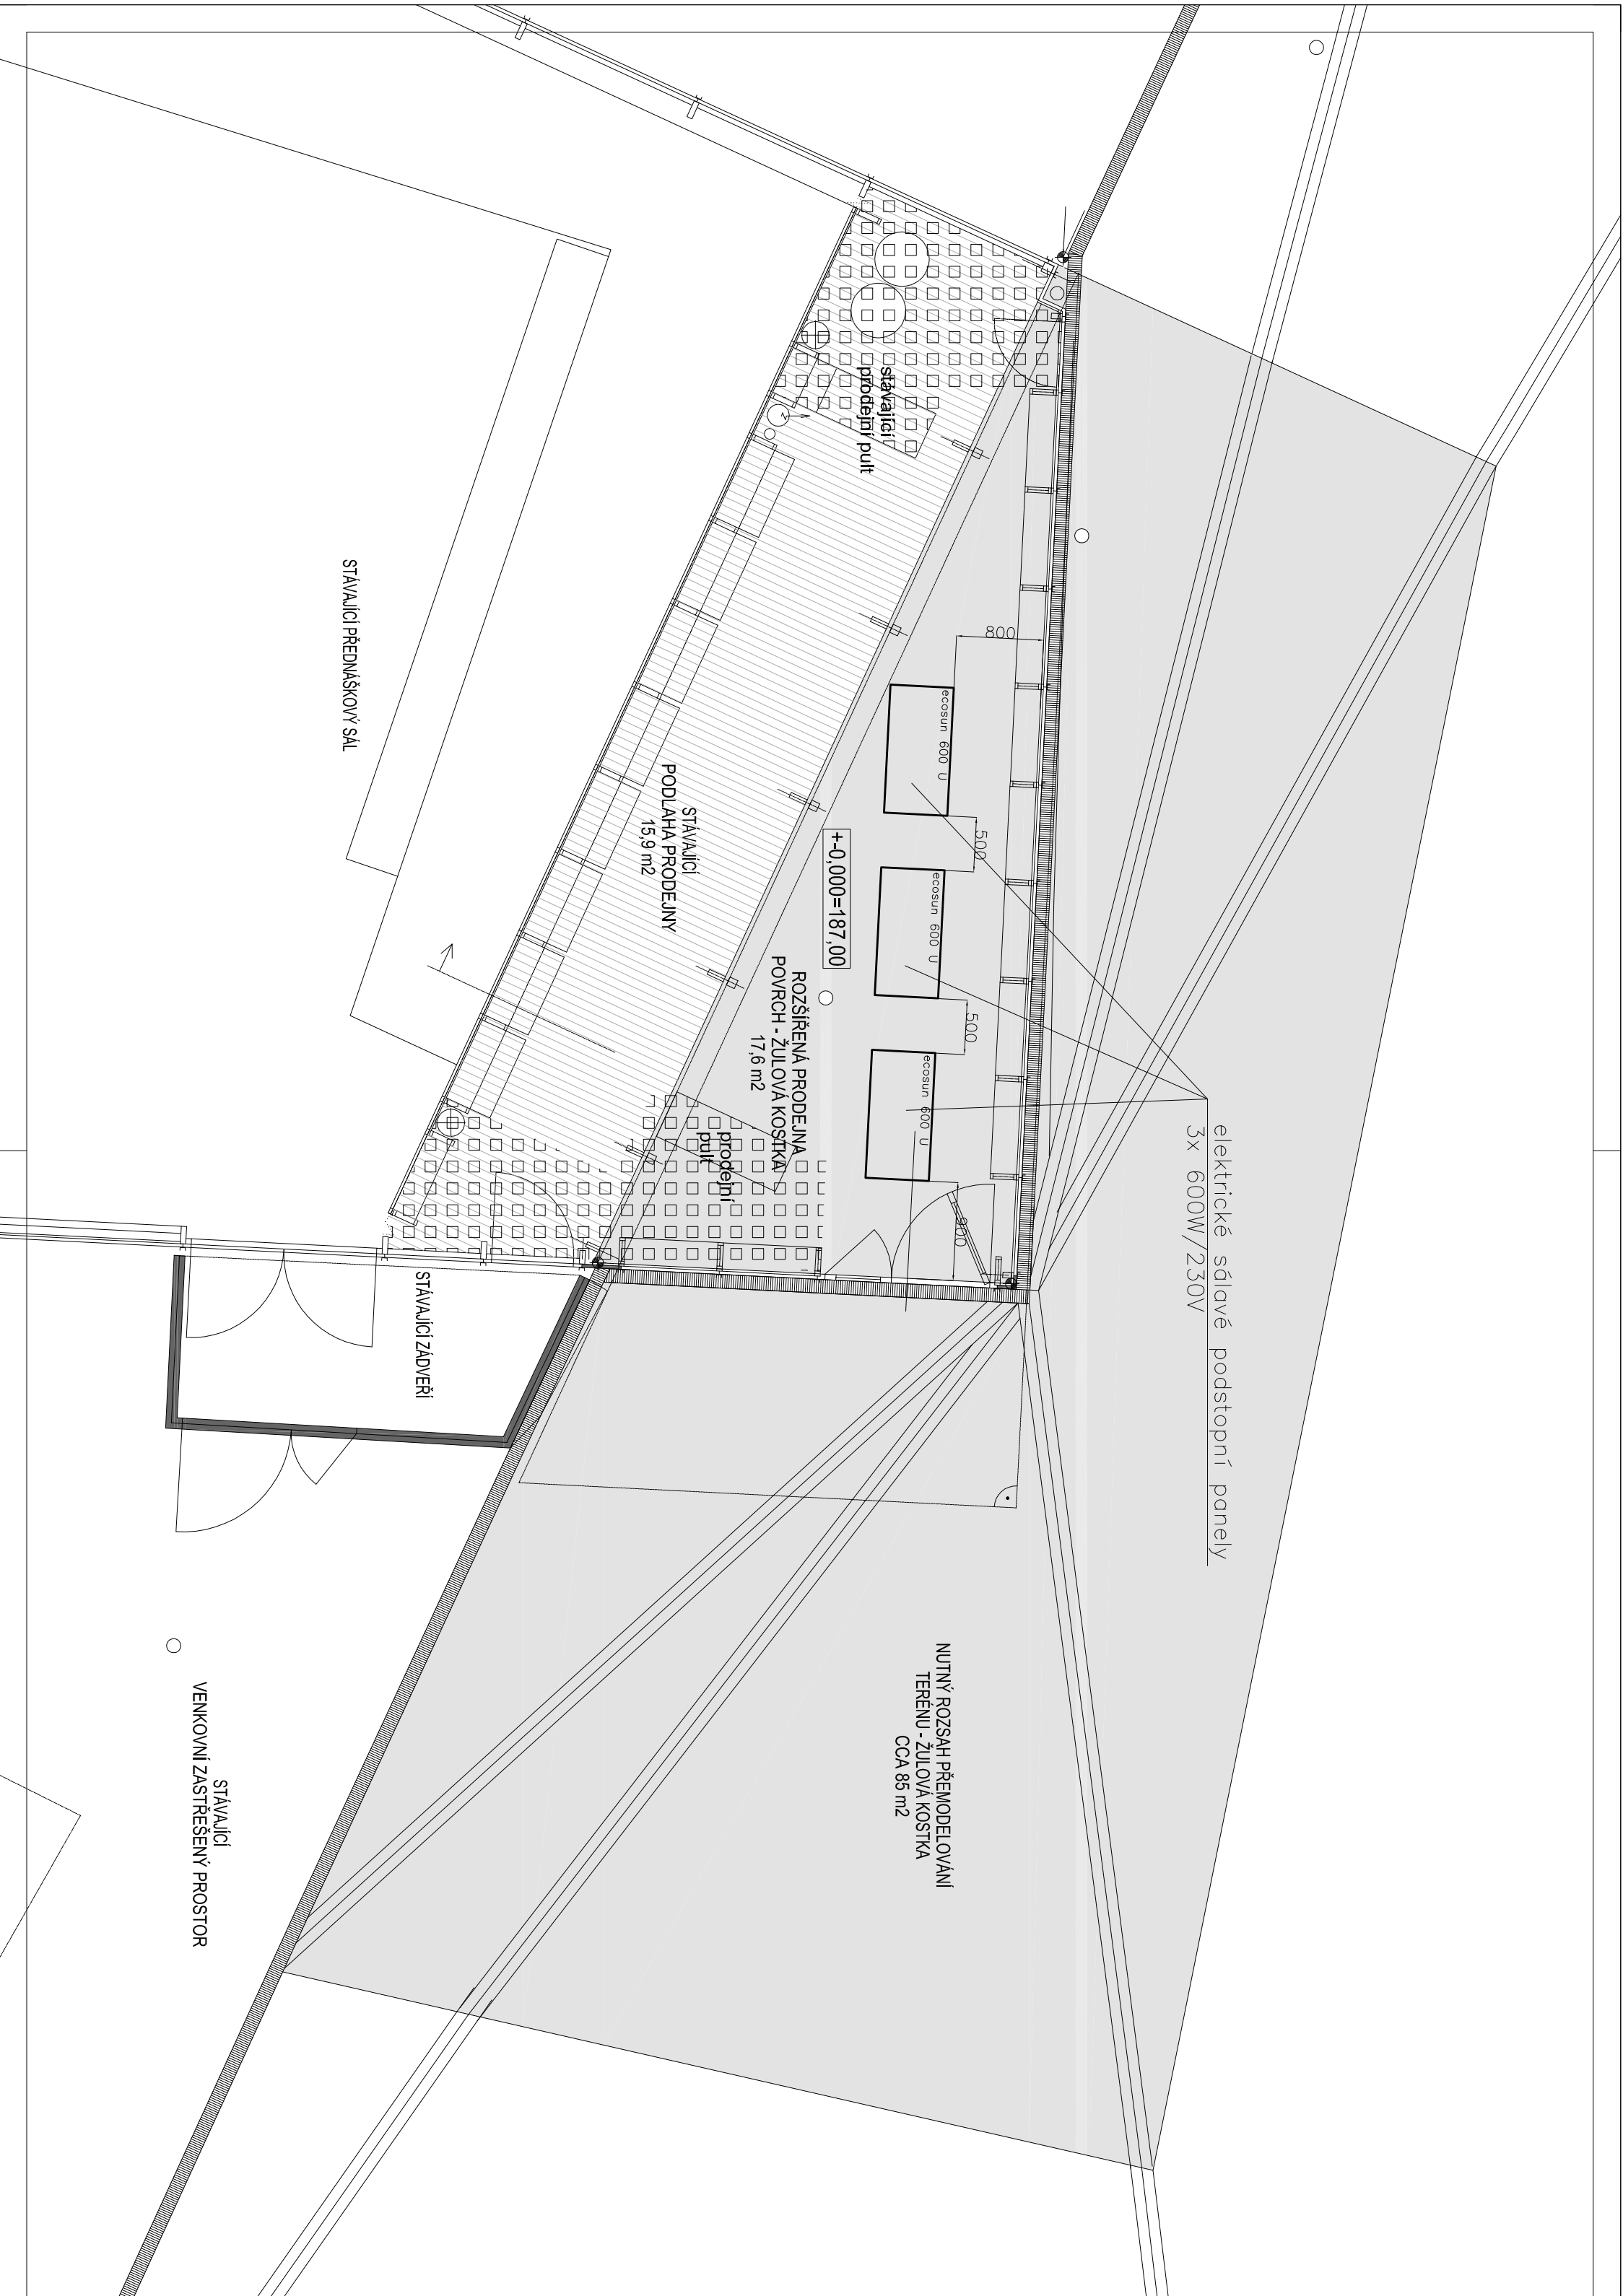 elektrické sálavé podstopní panely
3x 600W/230V
800
ecosun 600 U
500
ecosun 600 U
500
ecosun 600 U
900
stávající
prodejní pult
+-0,000=187,00
ROZŠÍŘENÁ PRODEJNA
POVRCH - ŽULOVÁ KOSTKA
17,6 m2
prodejní
pult
STÁVAJÍCÍ
PODLAHA PRODEJNY
15,9 m2
STÁVAJÍCÍ PŘEDNÁŠKOVÝ SÁL
STÁVAJÍCÍ ZÁDVEŘÍ
NUTNÝ ROZSAH PŘEMODELOVÁNÍ
TERÉNU - ŽULOVÁ KOSTKA
CCA 85 m2
STÁVAJÍCÍ
VENKOVNÍ ZASTŘEŠENÝ PROSTOR